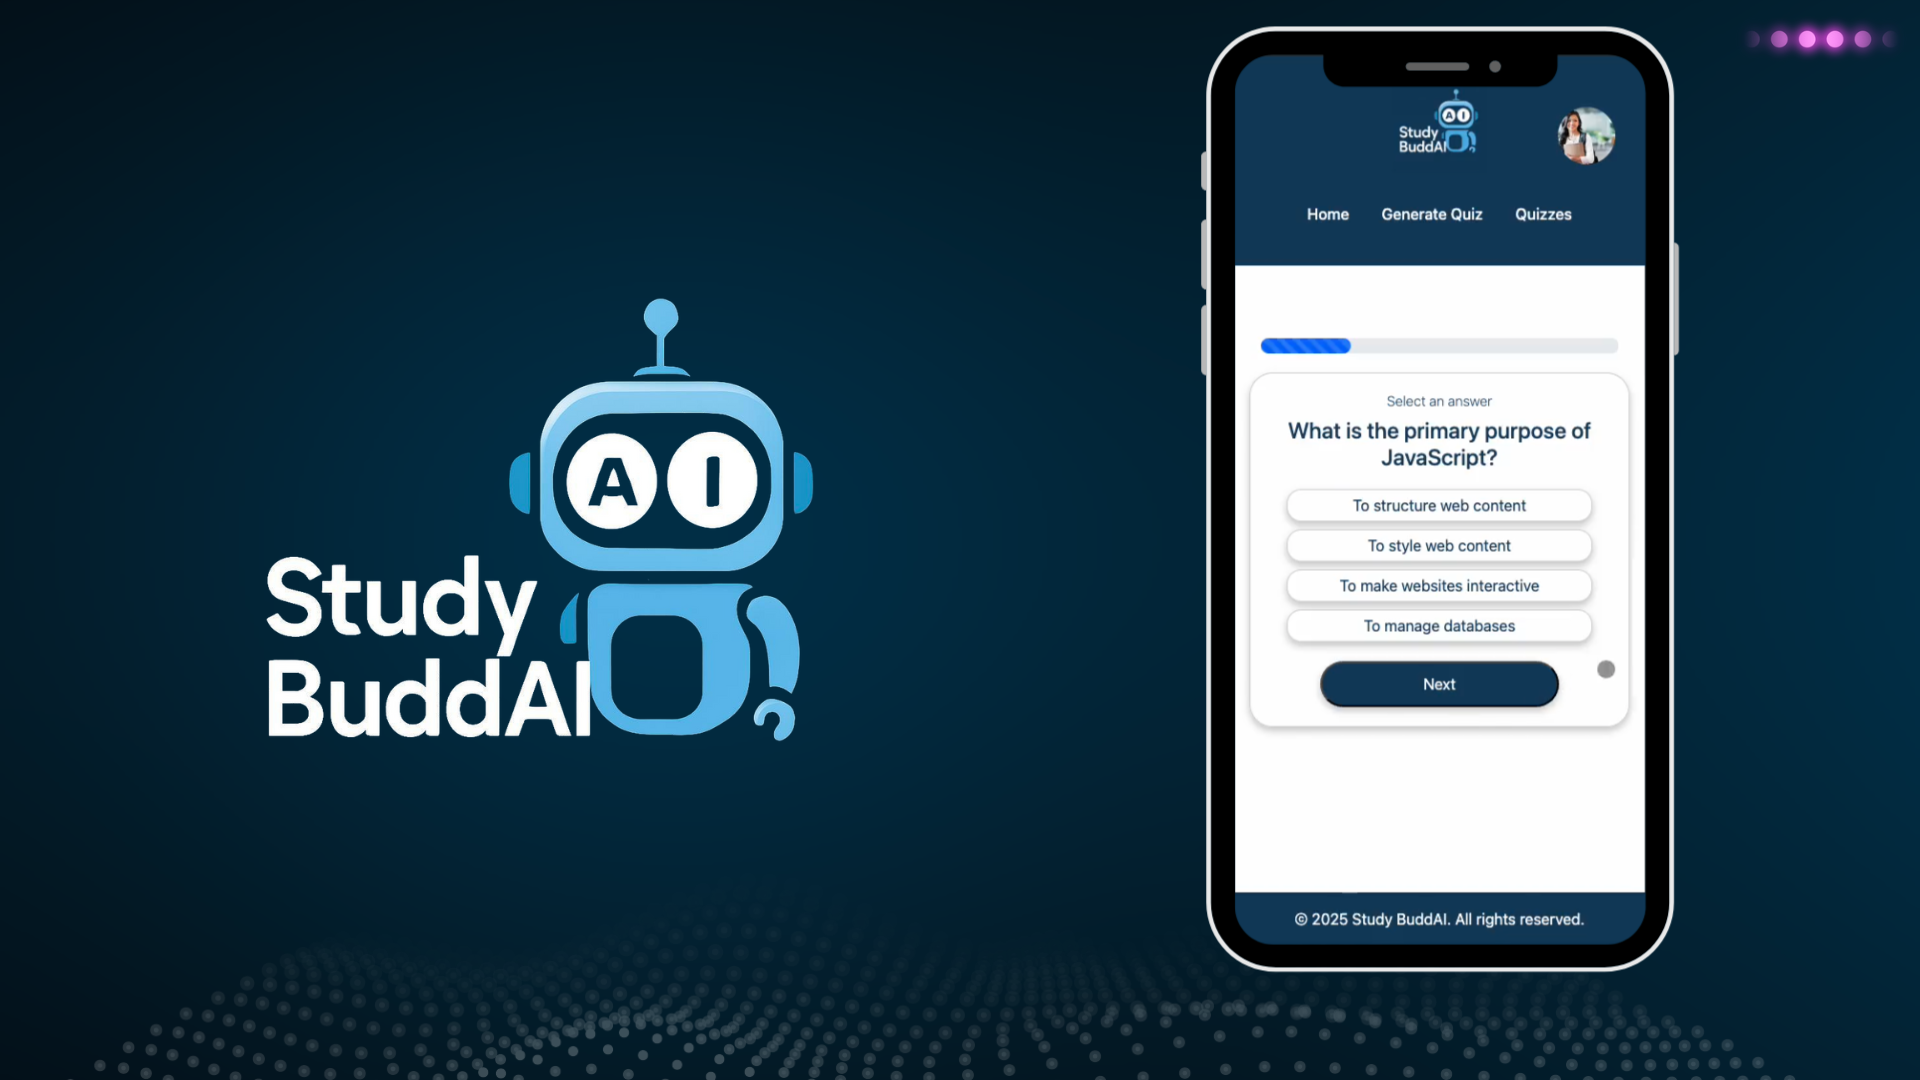 AI
Study
BuddAI
AI
Study
BuddAI
Home Generate Quiz Quizzes
Select an answer
What is the primary purpose of
JavaScript?
To structure web content
To style web content
To make websites interactive
To manage databases
Next
© 2025 Study BuddAI. All rights reserved.